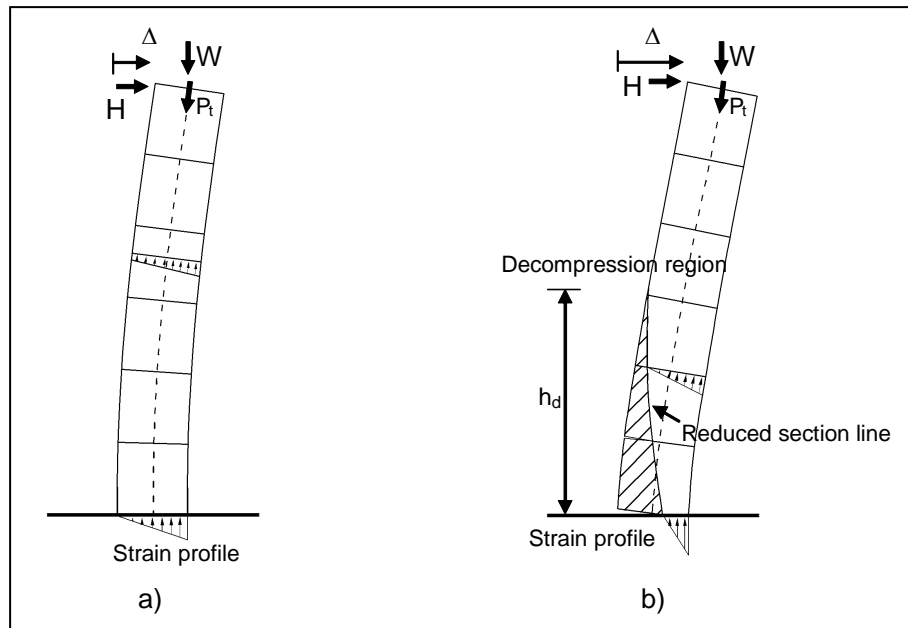 Δ
W
H
Pt
Strain profile
a)
Δ
W
H
Pt
Decompression region
hd
Reduced section line
Strain profile
b)